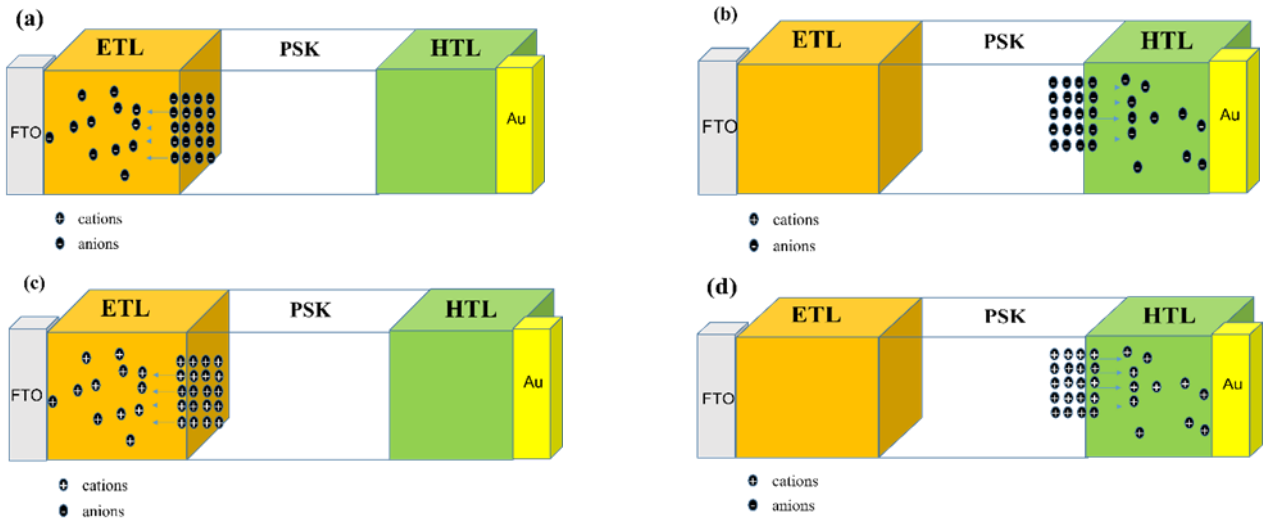 (a)
ETL PSK HTL
FTO
Au
cations
anions
(b)
ETL PSK HTL
FTO
Au
cations
anions
(c)
ETL PSK HTL
FTO
Au
cations
anions
(d)
ETL PSK HTL
FTO
Au
cations
anions